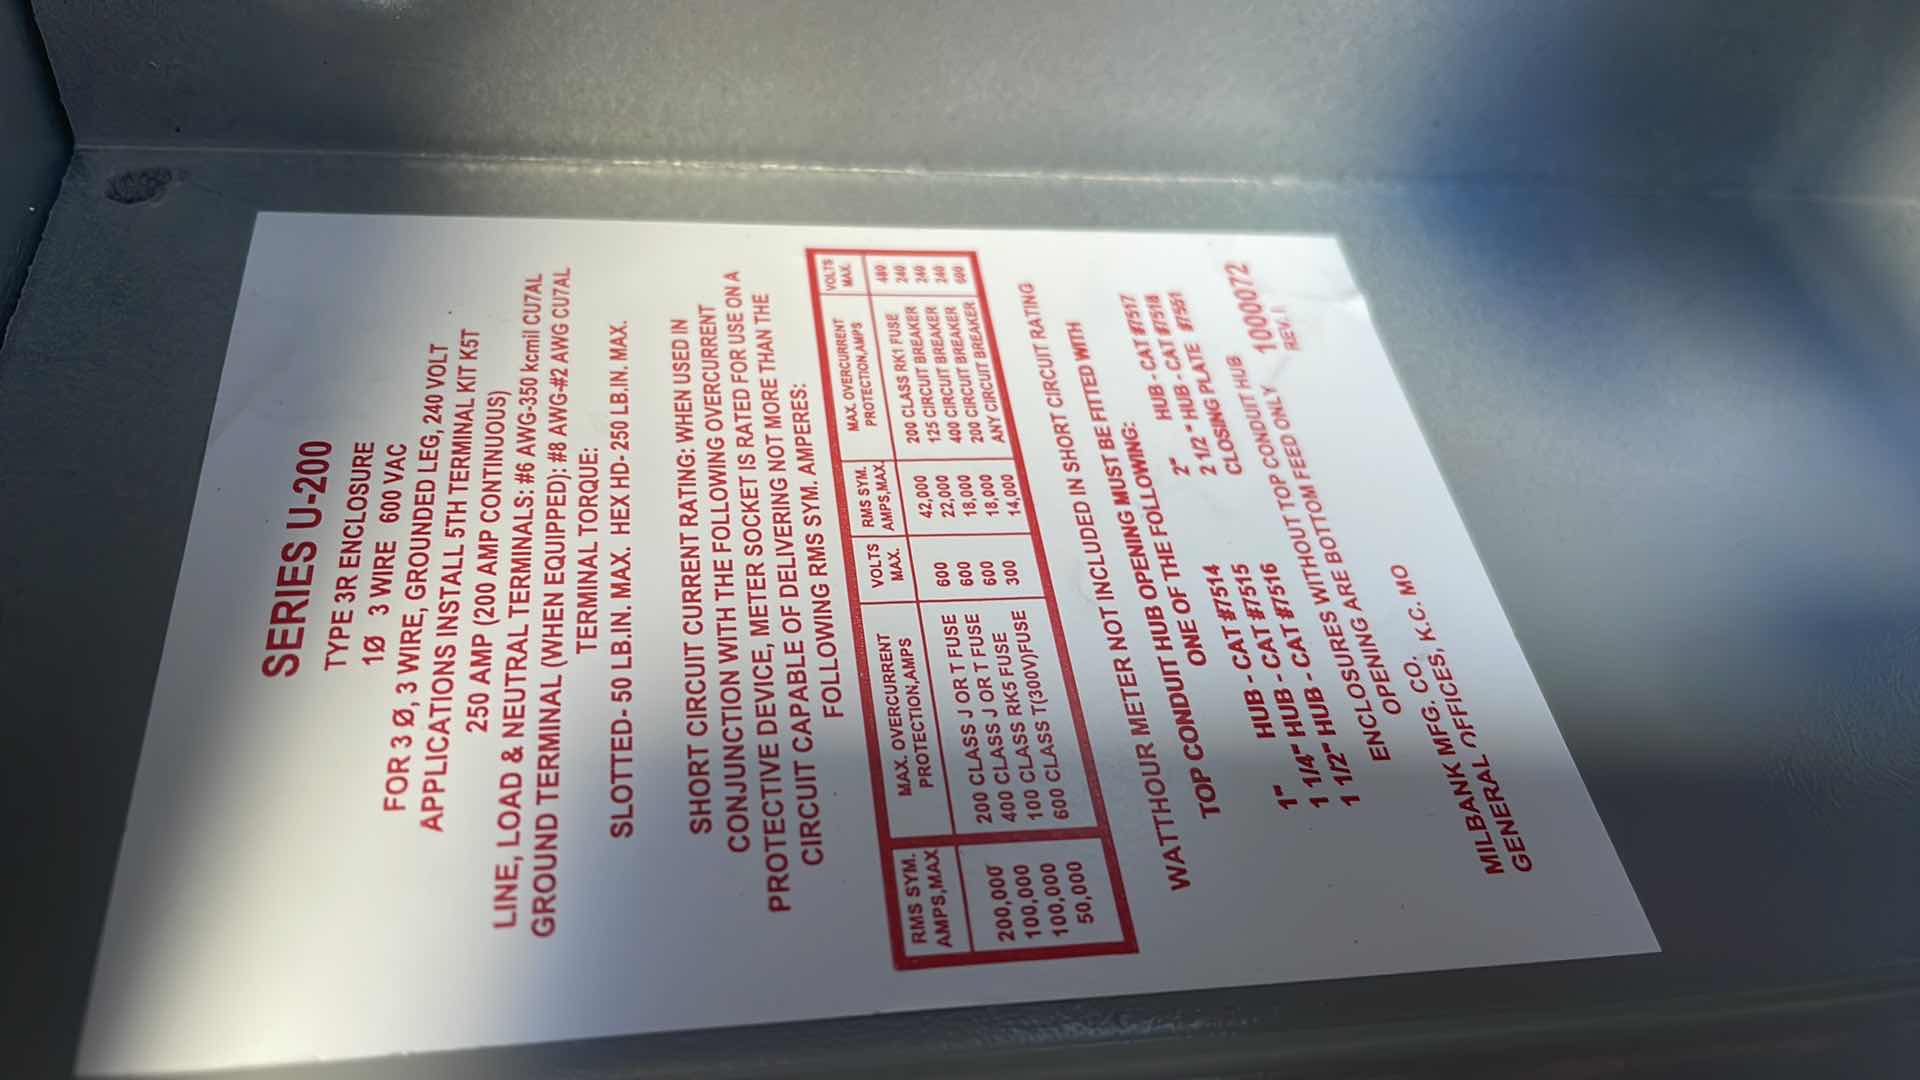 SERIES U-200
TYPE 3R ENCLOSURE
1Ø 3 WIRE 600 VAC
FOR 3 Ø, 3 WIRE, GROUNDED LEG, 240 VOLT
APPLICATIONS INSTALL 5TH TERMINAL KIT K5T
250 AMP (200 AMP CONTINUOUS)
LINE, LOAD & NEUTRAL TERMINALS: #6 AWG-350 kcmil CU7AL
GROUND TERMINAL (WHEN EQUIPPED): #8 AWG-#2 AWG CU7AL
TERMINAL TORQUE:
SLOTTED- 50 LB.IN. MAX. HEX HD- 250 LB.IN. MAX.
SHORT CIRCUIT CURRENT RATING: WHEN USED IN
CONJUNCTION WITH THE FOLLOWING OVERCURRENT
PROTECTIVE DEVICE, METER SOCKET IS RATED FOR USE ON A
CIRCUIT CAPABLE OF DELIVERING NOT MORE THAN THE
FOLLOWING RMS SYM. AMPERES:
RMS SYM. MAX. OVERCURRENT VOLTS RMS SYM. MAX. OVERCURRENT VOLTS
AMPS,MAX PROTECTION,AMPS MAX. AMPS,MAX. PROTECTION,AMPS MAX.
200,000 200 CLASS J OR T FUSE 600 42,000 200 CLASS RK1 FUSE 480
100,000 400 CLASS J OR T FUSE 600 22,000 125 CIRCUIT BREAKER 240
100,000 100 CLASS RK5 FUSE 600 18,000 400 CIRCUIT BREAKER 240
50,000 600 CLASS T(300V)FUSE 300 18,000 200 CIRCUIT BREAKER 240
14,000 ANY CIRCUIT BREAKER 600
WATTHOUR METER NOT INCLUDED IN SHORT CIRCUIT RATING
TOP CONDUIT HUB OPENING MUST BE FITTED WITH
ONE OF THE FOLLOWING:
1" HUB - CAT #7514 2" HUB - CAT #7517
1 1/4" HUB - CAT #7515 2 1/2 " HUB - CAT #7518
1 1/2" HUB - CAT #7516 CLOSING PLATE #7551
ENCLOSURES WITHOUT TOP CONDUIT HUB
OPENING ARE BOTTOM FEED ONLY
MILBANK MFG. CO. 1000072
GENERAL OFFICES, K.C. MO REV.1